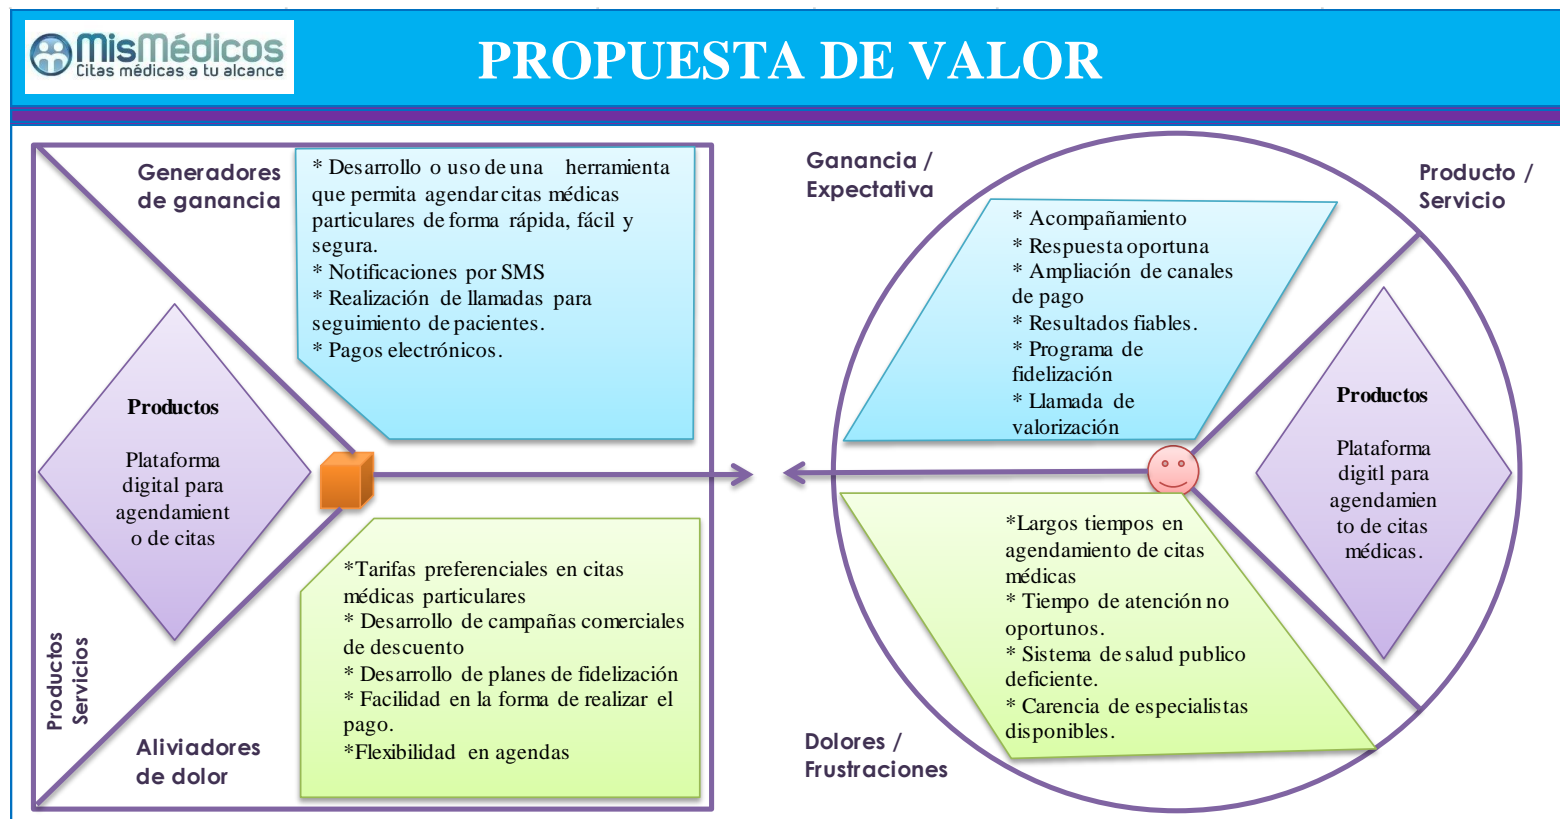 MisMédicos
Citas médicas a tu alcance
PROPUESTA DE VALOR
Generadores
de ganancia
* Desarrollo o uso de una herramienta
que permita agendar citas médicas
particulares de forma rápida, fácil y
segura.
* Notificaciones por SMS
* Realización de llamadas para
seguimiento de pacientes.
* Pagos electrónicos.
Productos
Plataforma
digital para
agendamient
o de citas
Productos
Servicios
*Tarifas preferenciales en citas
médicas particulares
* Desarrollo de campañas comerciales
de descuento
* Desarrollo de planes de fidelización
* Facilidad en la forma de realizar el
pago.
*Flexibilidad en agendas
Aliviadores
de dolor
Ganancia /
Expectativa
* Acompañamiento
* Respuesta oportuna
* Ampliación de canales
de pago
* Resultados fiables.
* Programa de
fidelización
* Llamada de
valorización
Producto /
Servicio
Productos
Plataforma
digitl para
agendamien
to de citas
médicas.
*Largos tiempos en
agendamiento de citas
médicas
* Tiempo de atención no
oportunos.
* Sistema de salud publico
deficiente.
* Carencia de especialistas
disponibles.
Dolores /
Frustraciones